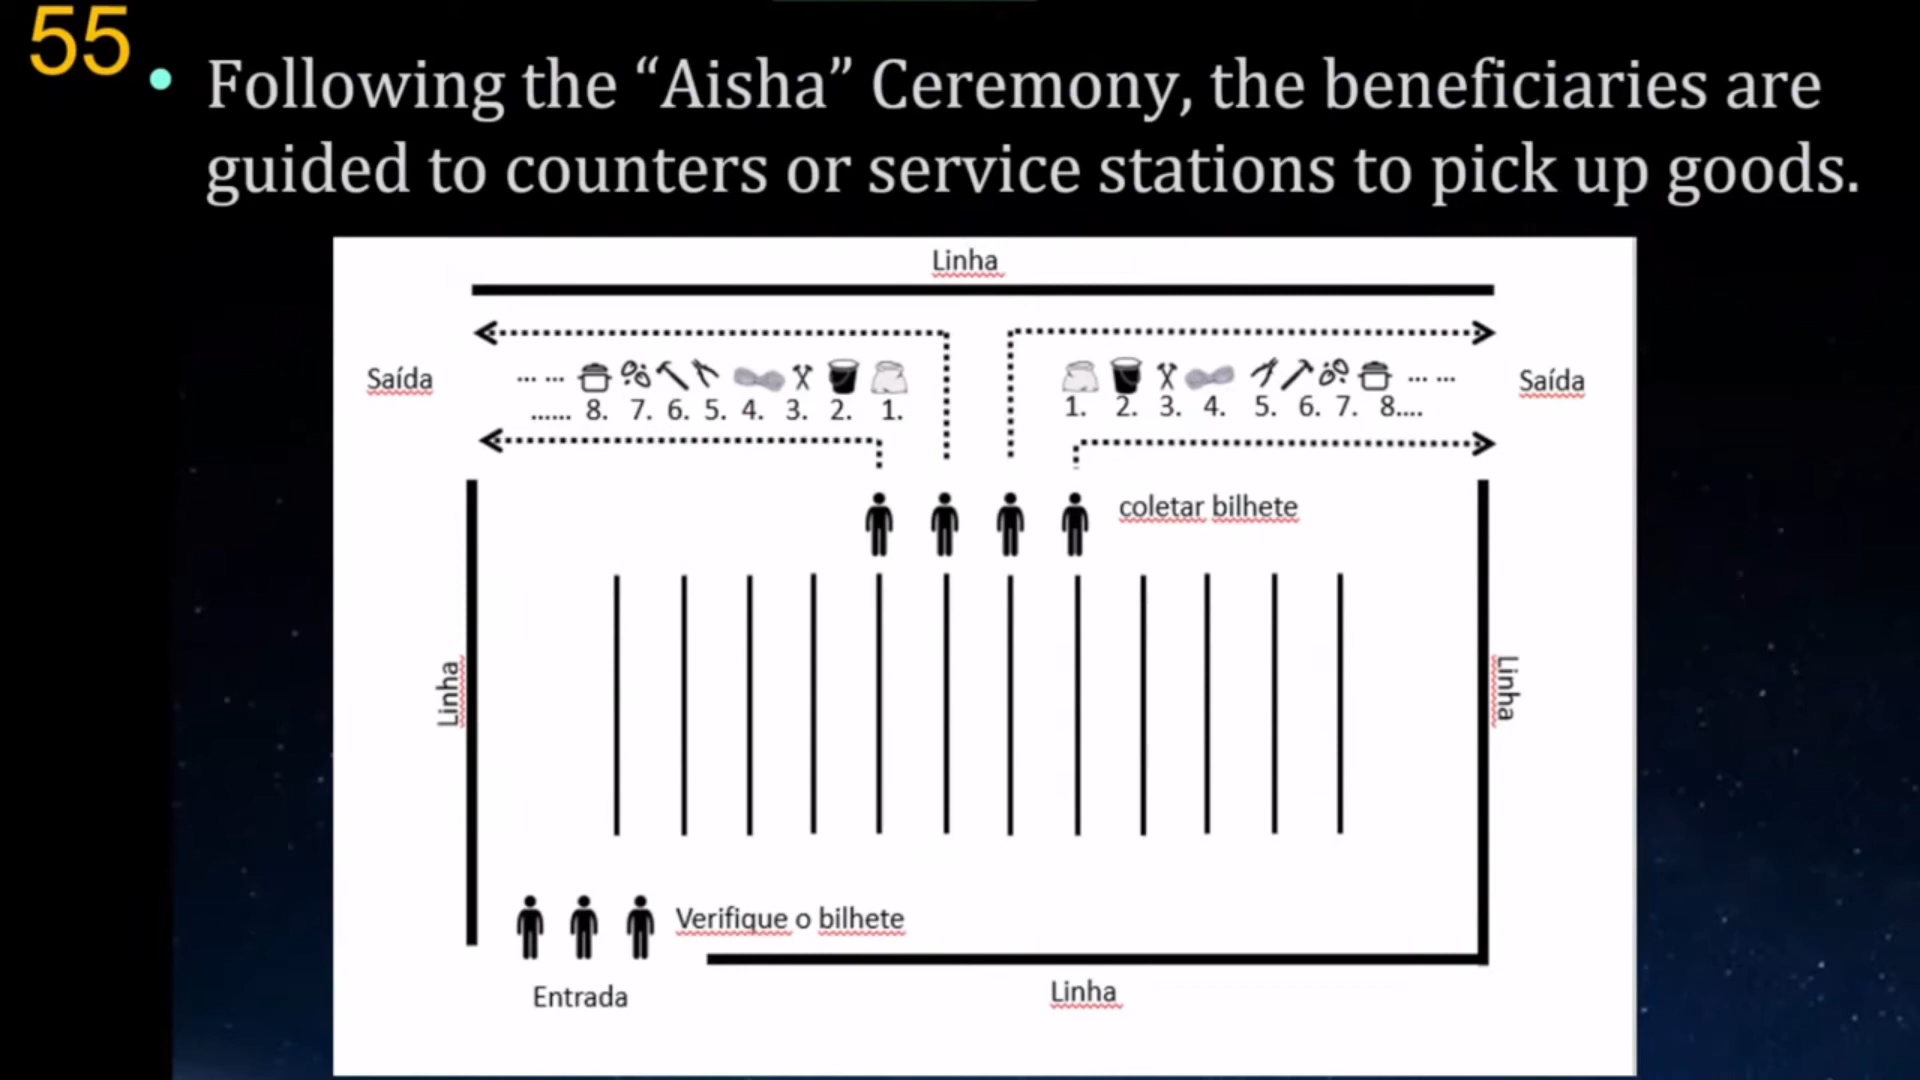 55
• Following the “Aisha” Ceremony, the beneficiaries are
guided to counters or service stations to pick up goods.
Linha
Saída
... ...
...... 8. 7. 6. 5. 4. 3. 2. 1.
... ...
1. 2. 3. 4. 5. 6. 7. 8....
Saída
coletar bilhete
Linha
Linha
Verifique o bilhete
Entrada
Linha